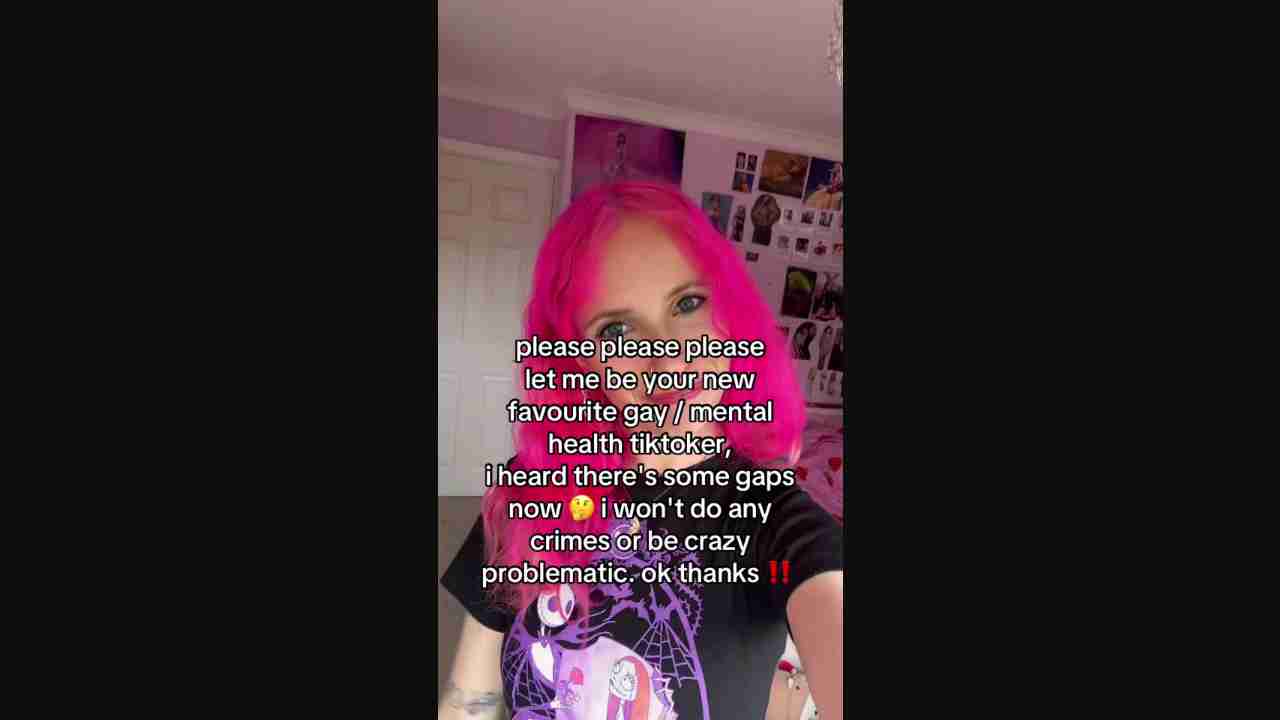 please please please
let me be your new
favourite gay / mental
health tiktoker,
i heard there's some gaps
now 🤔 i won't do any
crimes or be crazy
problematic. ok thanks ‼️